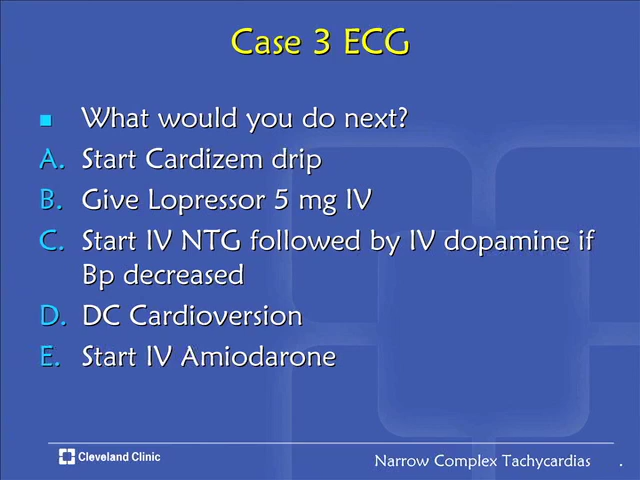 Case 3 ECG
■ What would you do next?
A. Start Cardizem drip
B. Give Lopressor 5 mg IV
C. Start IV NTG followed by IV dopamine if
Bp decreased
D. DC Cardioversion
E. Start IV Amiodarone
Cleveland Clinic
Narrow Complex Tachycardias .